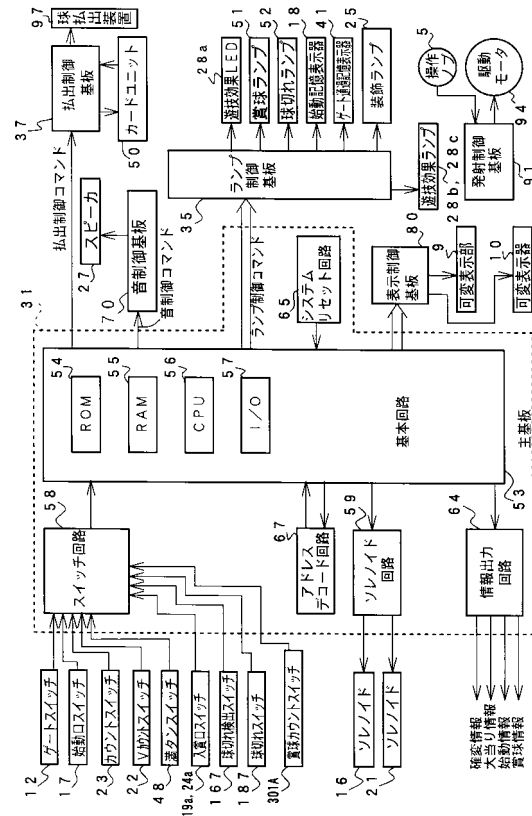 12
ゲートスイッチ
17
始動口スイッチ
23
カウントスイッチ
22
Vカウントスイッチ
48
満タンスイッチ
19a, 24a
入賞口スイッチ
167
球切れ検出スイッチ
187
球切れスイッチ
301A
賞球カウントスイッチ
16
ソレノイド
21
ソレノイド
確変情報
大当り情報
始動情報
賞球情報
58
スイッチ回路
67
アドレス
デコード回路
59
ソレノイド
回路
64
情報出力
回路
31
54
ROM
55
RAM
56
CPU
57
I/O
基本回路
53
主基板
65
システム
リセット回路
払出制御コマンド
27
スピーカ
70
音制御基板
音制御コマンド
ランプ制御コマンド
37
払出制御
基板
97
球払出装置
50
カードユニット
35
ランプ
制御
基板
28a
遊技効果LED
51
賞球ランプ
52
球切れランプ
18
始動記憶表示器
41
ゲート通過記憶表示器
25
装飾ランプ
遊技効果ランプ
28b, 28c
80
表示制御
基板
9
可変表示部
10
可変表示器
5
操作
ノブ
発射制御
基板
91
駆動
モータ
94